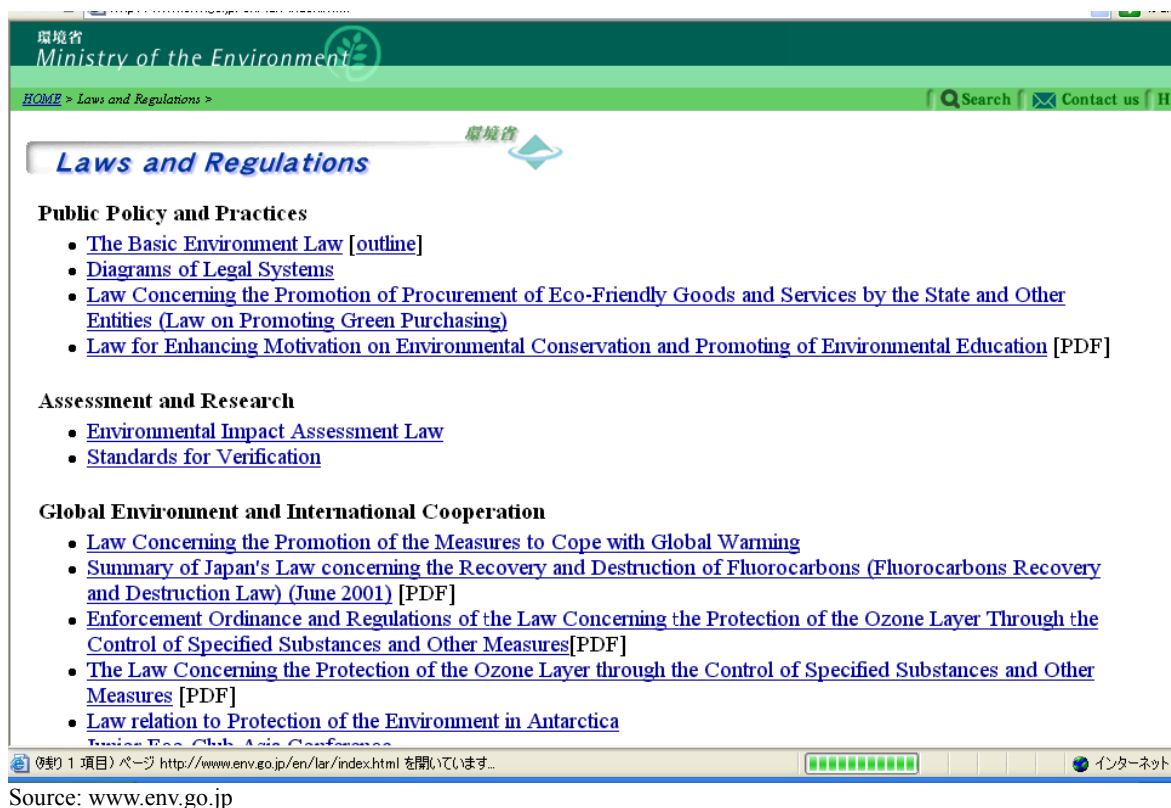 環境省
Ministry of the Environment
HOME > Laws and Regulations >
Search
Contact us
環境省
Laws and Regulations
Public Policy and Practices
The Basic Environment Law [outline]
Diagrams of Legal Systems
Law Concerning the Promotion of Procurement of Eco-Friendly Goods and Services by the State and Other
Entities (Law on Promoting Green Purchasing)
Law for Enhancing Motivation on Environmental Conservation and Promoting of Environmental Education [PDF]
Assessment and Research
Environmental Impact Assessment Law
Standards for Verification
Global Environment and International Cooperation
Law Concerning the Promotion of the Measures to Cope with Global Warming
Summary of Japan's Law concerning the Recovery and Destruction of Fluorocarbons (Fluorocarbons Recovery
and Destruction Law) (June 2001) [PDF]
Enforcement Ordinance and Regulations of the Law Concerning the Protection of the Ozone Layer Through the
Control of Specified Substances and Other Measures[PDF]
The Law Concerning the Protection of the Ozone Layer through the Control of Specified Substances and Other
Measures [PDF]
Law relation to Protection of the Environment in Antarctica
Junior Eco-Club Asia Conference
(残り 1 項目) ページ http://www.env.go.jp/en/lar/index.html を開いています...
インターネット
Source: www.env.go.jp